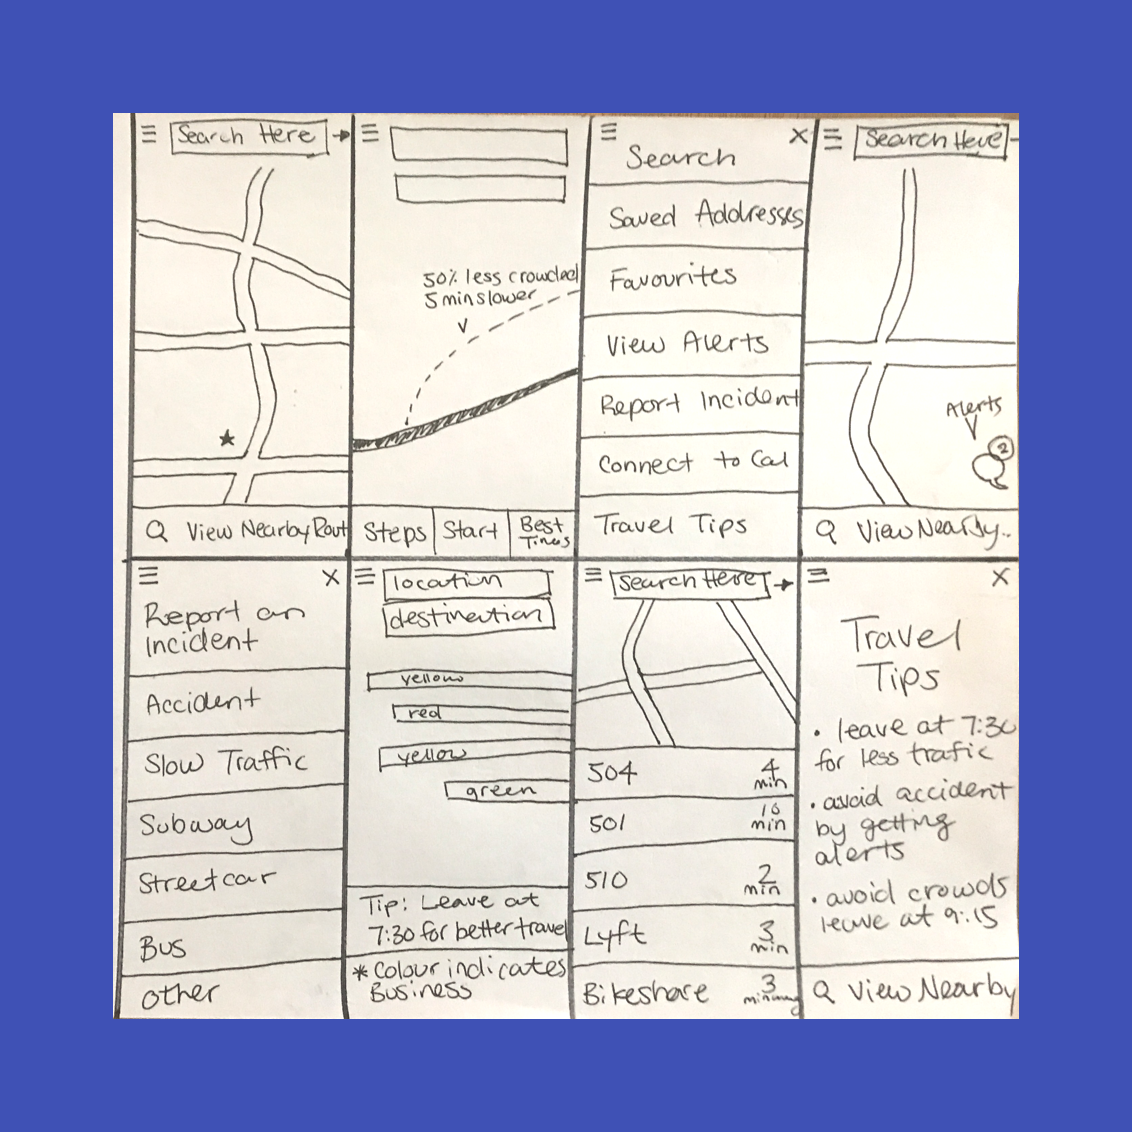 Search Here
50% less crowded
5 min slower
Search
Saved Addresses
Favourites
View Alerts
Report Incident
Connect to Cal
Travel Tips
Search Here
Alerts
2
View Nearby Rout
Steps
Start
Best
Times
View Nearby..
Report an
Incident
Accident
Slow Traffic
Subway
Streetcar
Bus
Other
location
destination
yellow
red
yellow
green
Tip: Leave at
7:30 for better travel
*Colour indicates
Business
Search Here
504 4
min
501
min
510 2
min
Lyft 3
min
Bikeshare 3
Travel
Tips
• leave at 7:30
for less trafic
• avoid accident
by getting
alerts
• avoid crowds
leave at 9:15
View Nearby